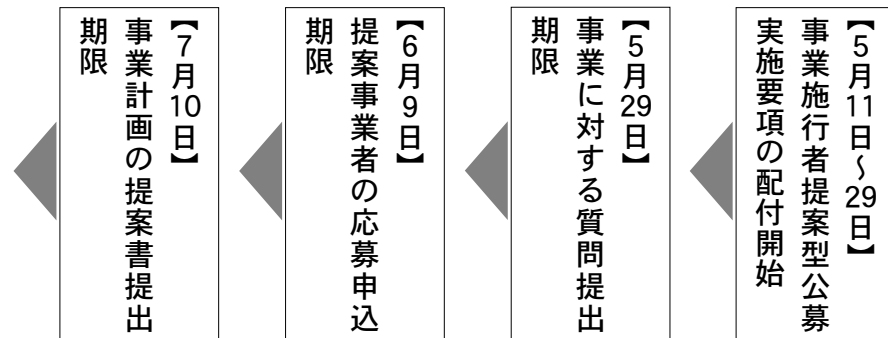 【5月11日～29日】
事業施行者提案型公募
実施要項の配付開始
【5月29日】
事業に対する質問提出
期限
【6月9日】
提案事業者の応募申込
期限
【7月10日】
事業計画の提案書提出
期限